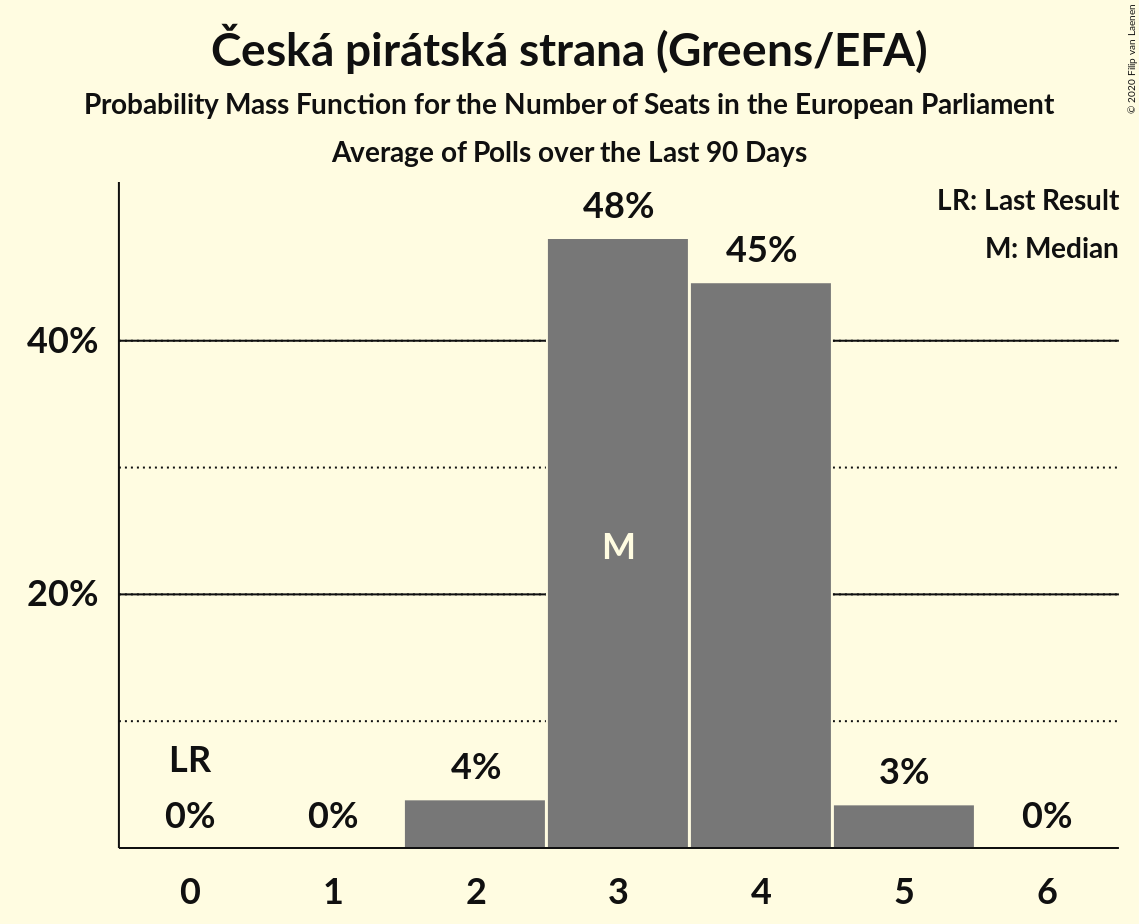 Česká pirátská strana (Greens/EFA)
Probability Mass Function for the Number of Seats in the European Parliament
Average of Polls over the Last 90 Days
© 2020 Filip van Laenen
LR: Last Result
M: Median
48%
45%
40%
M
20%
LR
0%
0%
4%
3%
0%
0 1 2 3 4 5 6